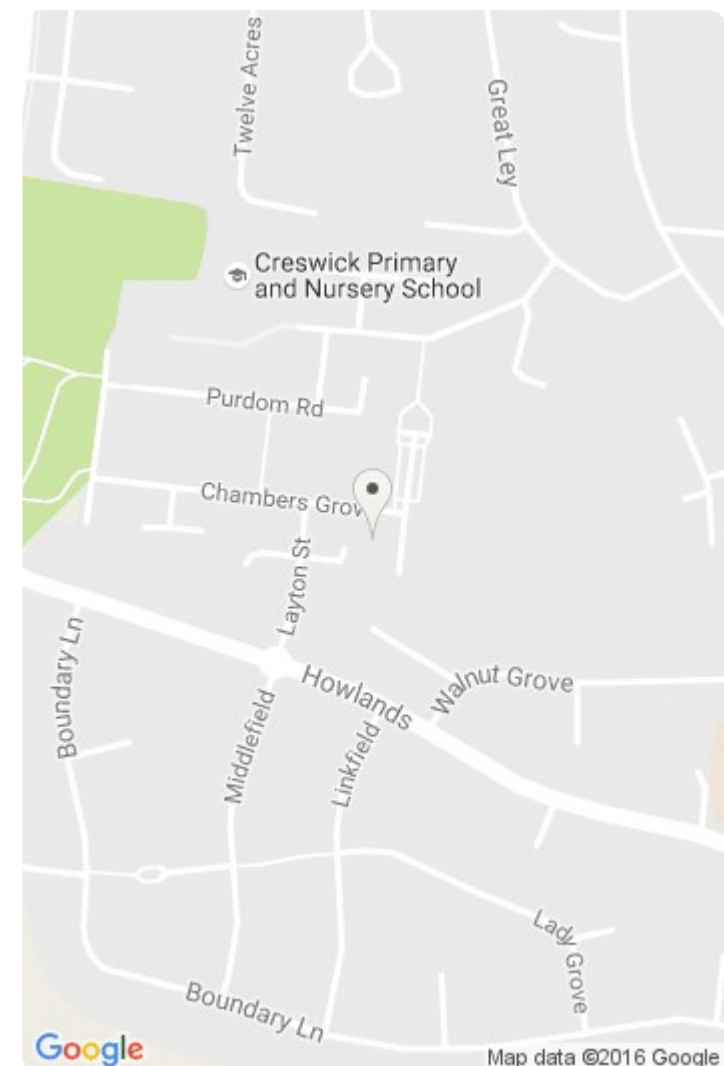 Twelve Acres
Great Ley
Creswick Primary
and Nursery School
Purdom Rd
Chambers Grov
Layton St
Boundary Ln
Howlands
Walnut Grove
Middlefield
Linkfield
Lady Grove
Boundary Ln
Google
Map data ©2016 Google